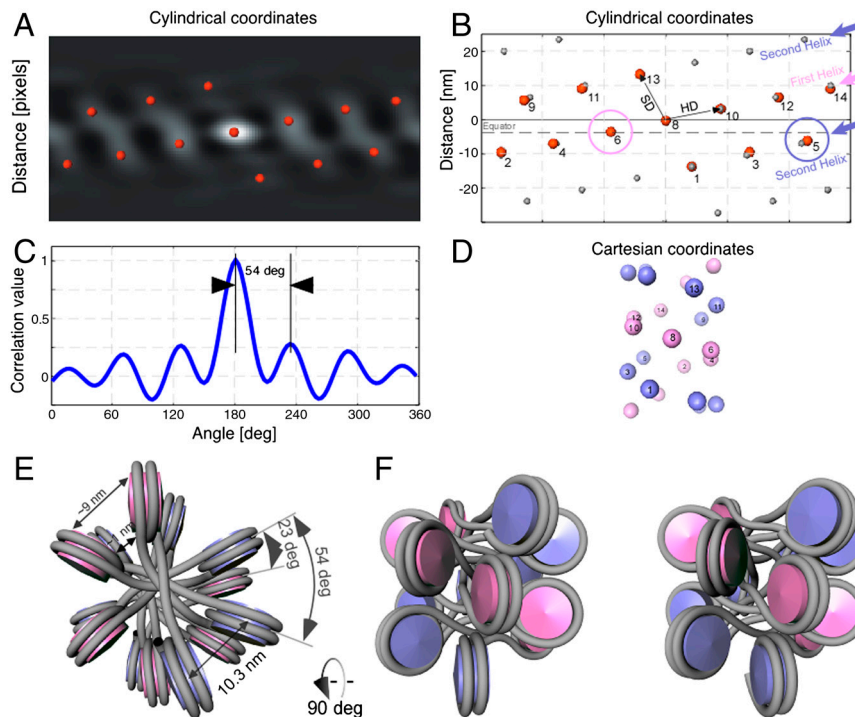 A
Cylindrical coordinates
Distance [pixels]
B
Cylindrical coordinates
Distance [nm]
20
10
0
-10
-20
Second Helix
First Helix
Second Helix
Equator
SD
HD
13
11
9
14
12
10
8
6
5
2
4
3
1
C
Correlation value
1
0.5
0
54 deg
0
60
120
180
240
300
360
Angle [deg]
D
Cartesian coordinates
13
11
14
12
10
9
8
6
4
5
3
2
1
E
~9 nm
23 deg
54 deg
10.3 nm
90 deg
F